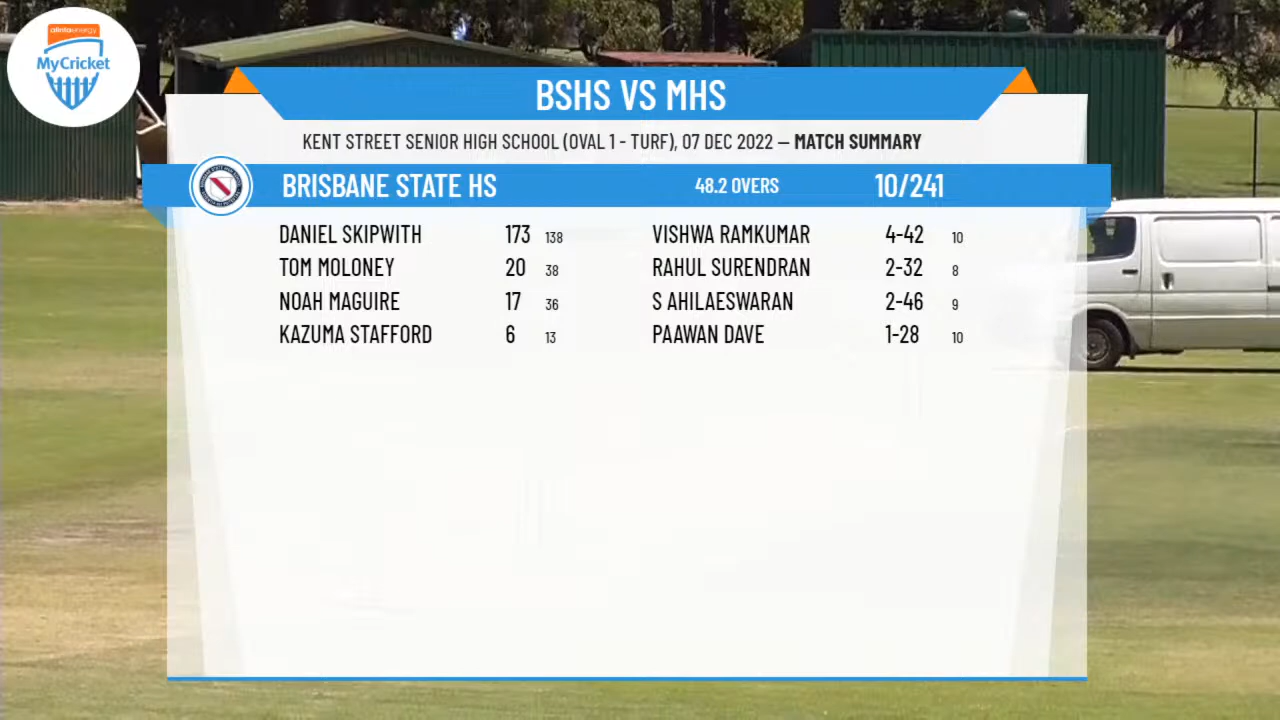 alintaenergy
MyCricket
BSHS VS MHS
KENT STREET SENIOR HIGH SCHOOL (OVAL 1 - TURF), 07 DEC 2022 – MATCH SUMMARY
BRISBANE STATE HS 48.2 OVERS 10/241
DANIEL SKIPWITH 173 138 VISHWA RAMKUMAR 4-42 10
TOM MOLONEY 20 38 RAHUL SURENDRAN 2-32 8
NOAH MAGUIRE 17 36 S AHILAESWARAN 2-46 9
KAZUMA STAFFORD 6 13 PAAWAN DAVE 1-28 10